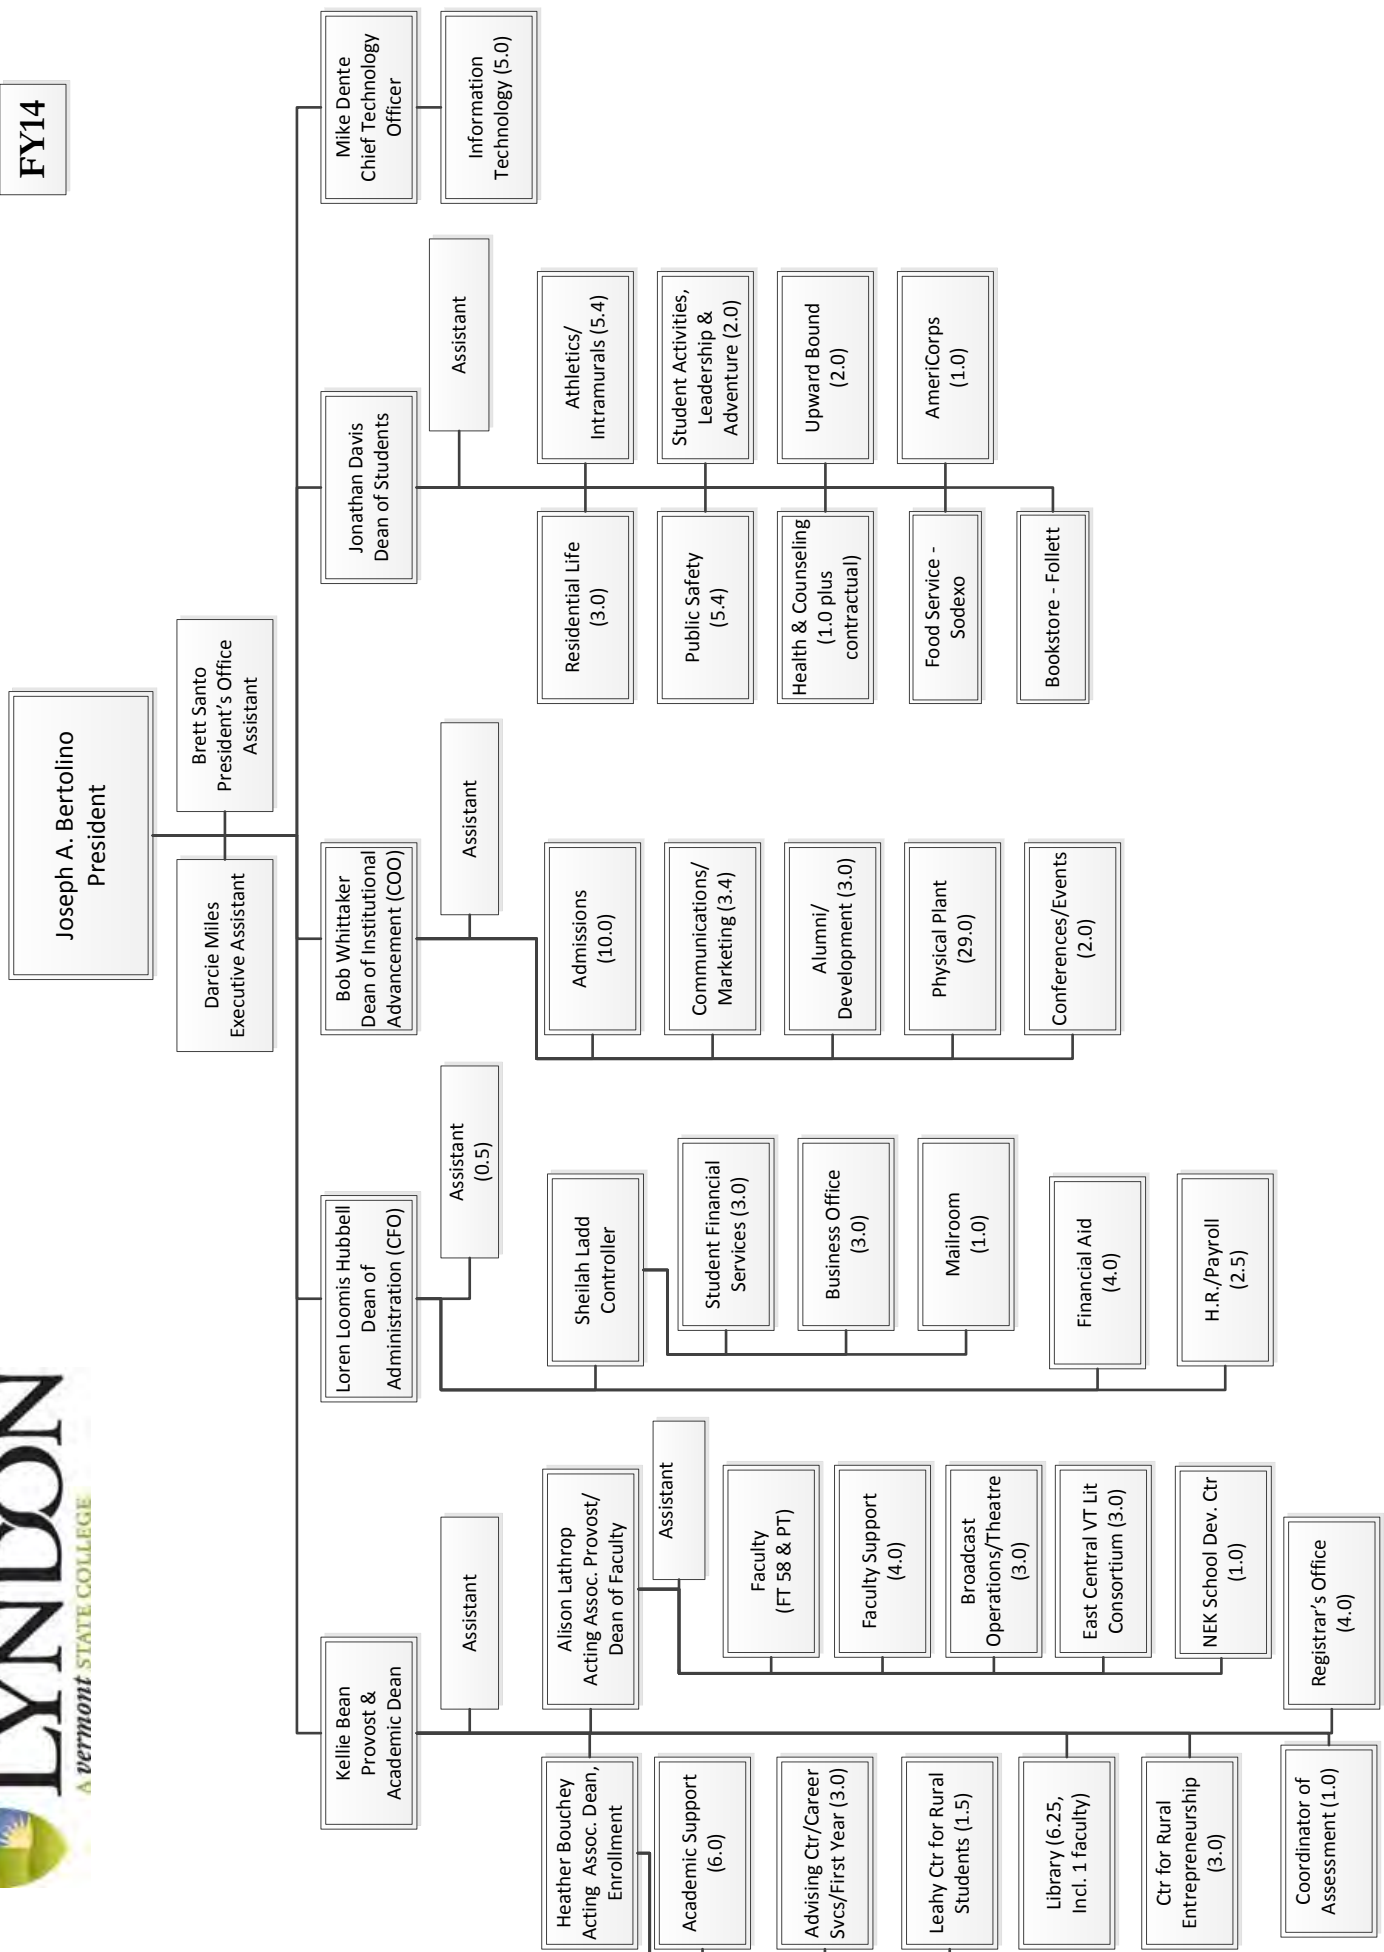 LYNDON
A vermont STATE COLLEGE
FY14
Joseph A. Bertolino
President
Darcie Miles
Executive Assistant
Brett Santo
President's Office
Assistant
Kellie Bean
Provost &
Academic Dean
Assistant
Heather Bouchey
Acting Assoc. Dean,
Enrollment
Academic Support
(6.0)
Advising Ctr/Career
Svcs/First Year (3.0)
Leahy Ctr for Rural
Students (1.5)
Library (6.25,
Incl. 1 faculty)
Ctr for Rural
Entrepreneurship
(3.0)
Coordinator of
Assessment (1.0)
Alison Lathrop
Acting Assoc. Provost/
Dean of Faculty
Assistant
Faculty
(FT 58 & PT)
Faculty Support
(4.0)
Broadcast
Operations/Theatre
(3.0)
East Central VT Lit
Consortium (3.0)
NEK School Dev. Ctr
(1.0)
Registrar's Office
(4.0)
Loren Loomis Hubbell
Dean of
Administration (CFO)
Assistant
(0.5)
Sheilah Ladd
Controller
Student Financial
Services (3.0)
Business Office
(3.0)
Mailroom
(1.0)
Financial Aid
(4.0)
H.R./Payroll
(2.5)
Bob Whittaker
Dean of Institutional
Advancement (COO)
Assistant
Admissions
(10.0)
Communications/
Marketing (3.4)
Alumni/
Development (3.0)
Physical Plant
(29.0)
Conferences/Events
(2.0)
Jonathan Davis
Dean of Students
Assistant
Residential Life
(3.0)
Athletics/
Intramurals (5.4)
Public Safety
(5.4)
Student Activities,
Leadership &
Adventure (2.0)
Health & Counseling
(1.0 plus
contractual)
Upward Bound
(2.0)
Food Service -
Sodexo
AmeriCorps
(1.0)
Bookstore - Follett
Mike Dente
Chief Technology
Officer
Information
Technology (5.0)